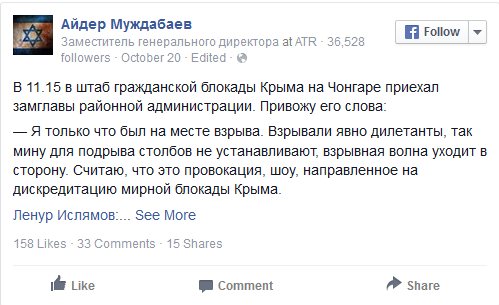 Айдер Муждабаев
Заместитель генерального директора at ATR · 36,528
followers · October 20 · Edited ·
Follow
В 11.15 в штаб гражданской блокады Крыма на Чонгаре приехал
замглавы районной администрации. Привожу его слова:
— Я только что был на месте взрыва. Взрывали явно дилетанты, так
мину для подрыва столбов не устанавливают, взрывная волна уходит в
сторону. Считаю, что это провокация, шоу, направленное на
дискредитацию мирной блокады Крыма.
Ленур Ислямов:... See More
158 Likes · 33 Comments · 15 Shares
Like Comment Share